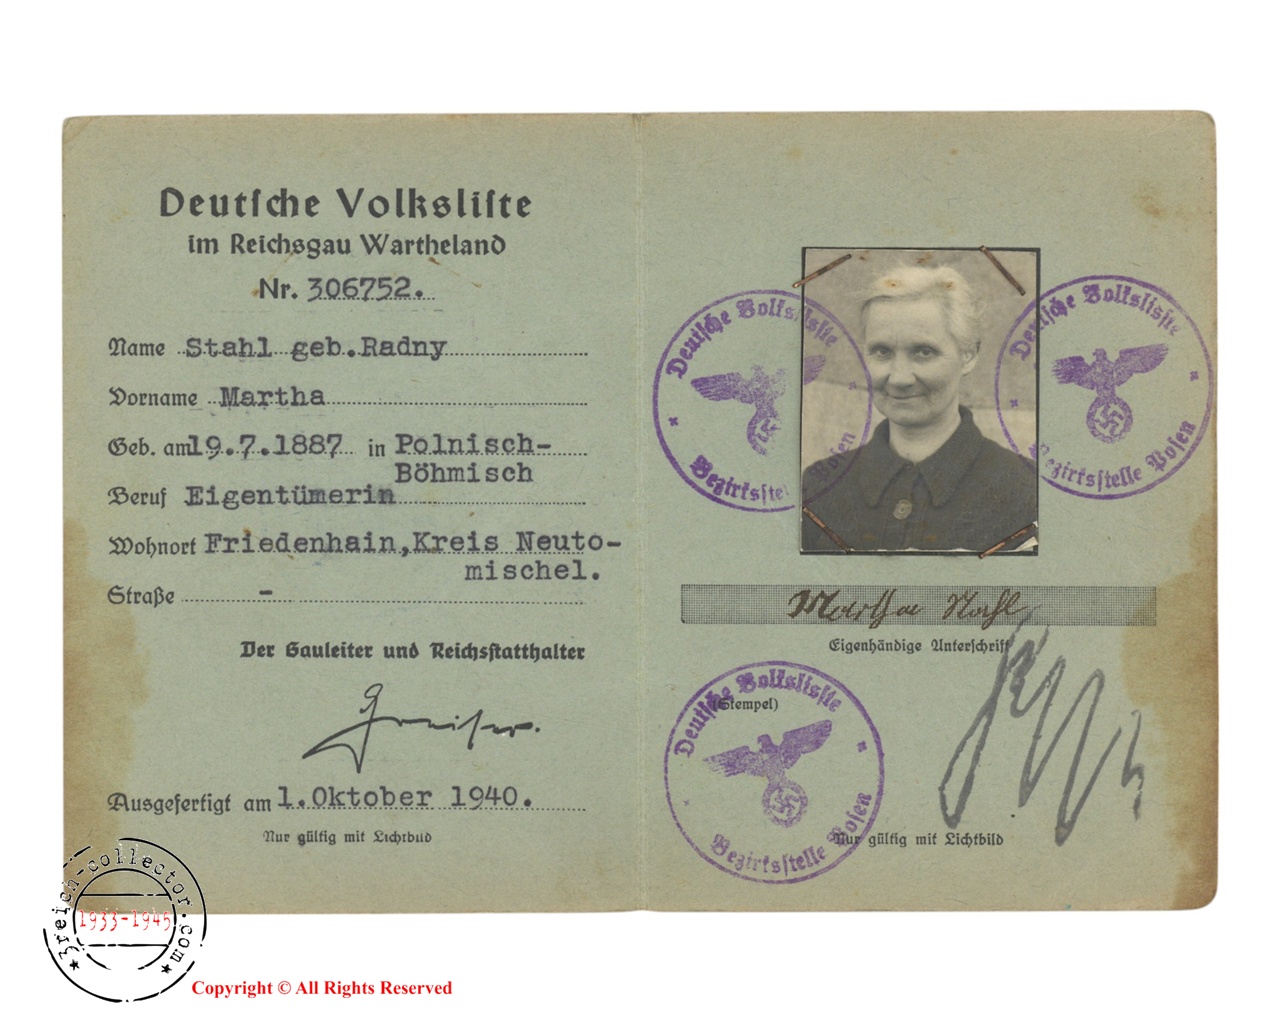 Deutsche Volksliste
im Reichsgau Wartheland
Nr. 306752.
Name Stahl geb.Radny
Vorname Martha
Geb. am 19.7.1887 in Polnisch-
Böhmisch
Beruf Eigentümerin
Wohnort Friedenhain,Kreis Neuto-
mischel.
Straße -
Der Gauleiter und Reichsstatthalter
Greiser.
Ausgefertigt am 1.Oktober 1940.
Nur gültig mit Lichtbild
Deutsche Volksliste
Bezirksstelle Posen
Deutsche Volksliste
Bezirksstelle Posen
Martha Stahl
Eigenhändige Unterschrift
(Stempel)
Deutsche Volksliste
Bezirksstelle Posen
Nur gültig mit Lichtbild
3reich-collector.com
1933-1945
Copyright © All Rights Reserved